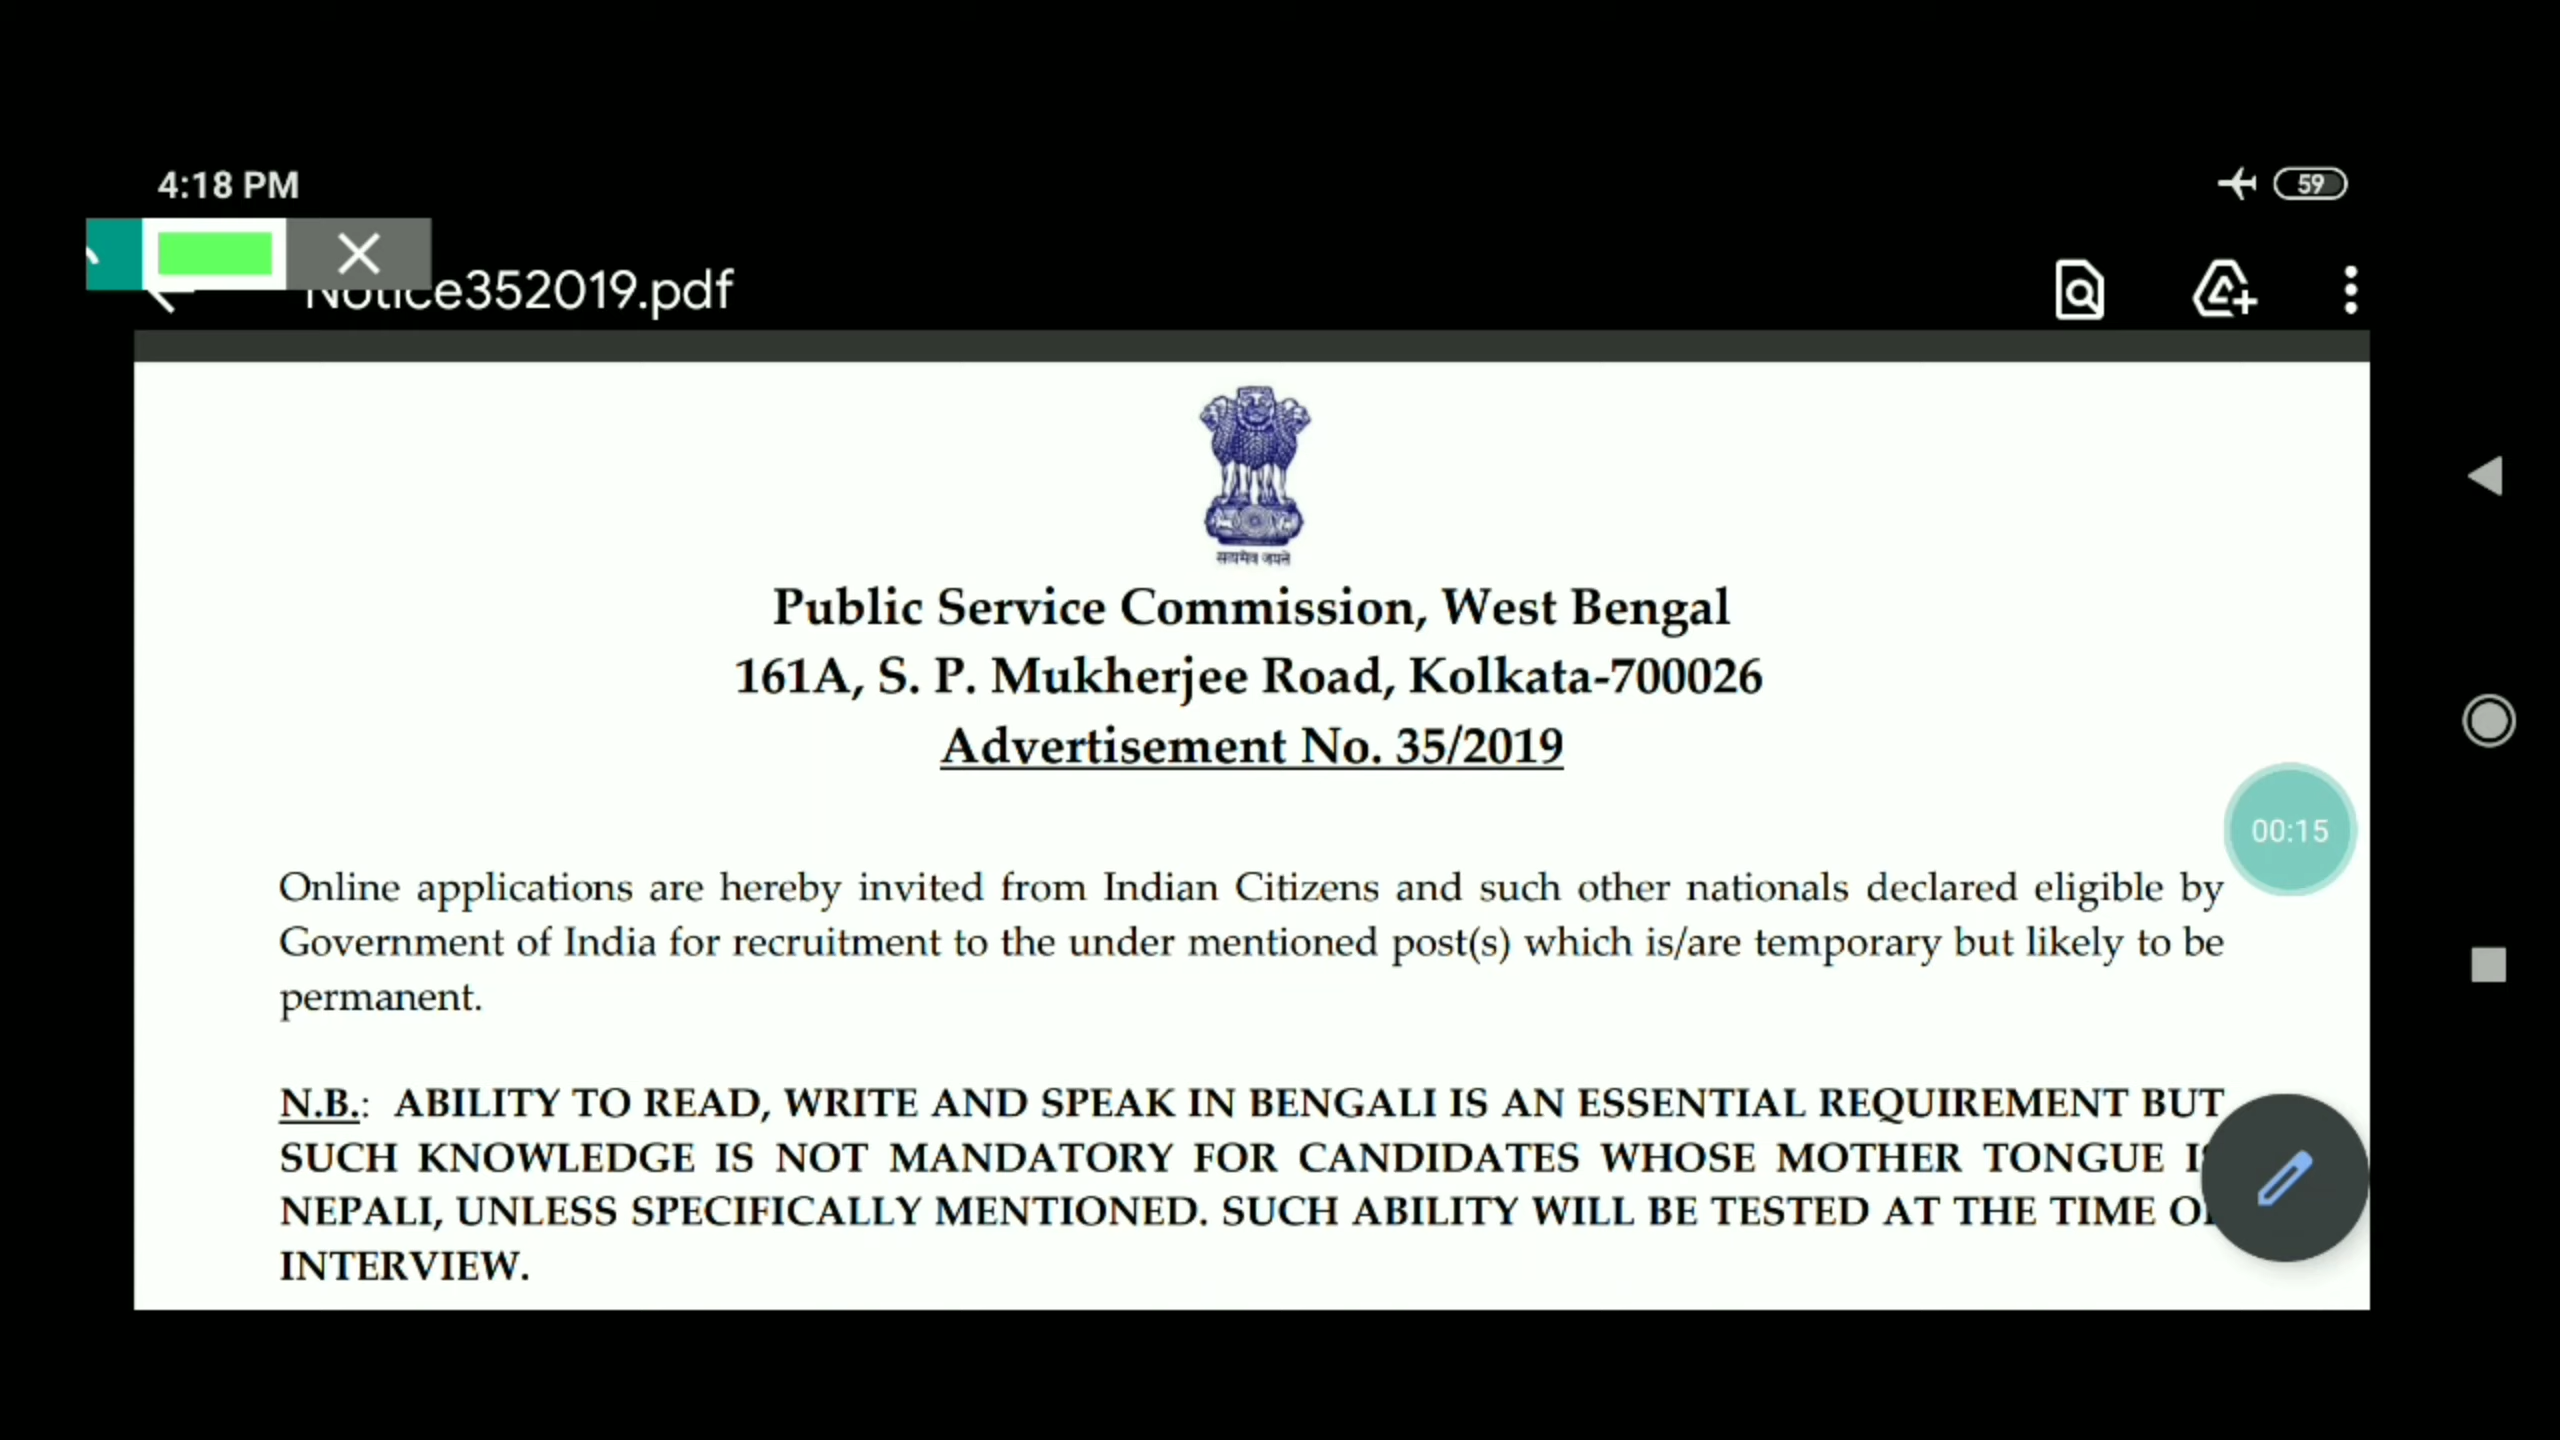 4:18 PM
59
Notice352019.pdf
सत्यमेव जयते
Public Service Commission, West Bengal
161A, S. P. Mukherjee Road, Kolkata-700026
Advertisement No. 35/2019
00:15
Online applications are hereby invited from Indian Citizens and such other nationals declared eligible by
Government of India for recruitment to the under mentioned post(s) which is/are temporary but likely to be
permanent.
N.B.: ABILITY TO READ, WRITE AND SPEAK IN BENGALI IS AN ESSENTIAL REQUIREMENT BUT
SUCH KNOWLEDGE IS NOT MANDATORY FOR CANDIDATES WHOSE MOTHER TONGUE IS
NEPALI, UNLESS SPECIFICALLY MENTIONED. SUCH ABILITY WILL BE TESTED AT THE TIME OF
INTERVIEW.